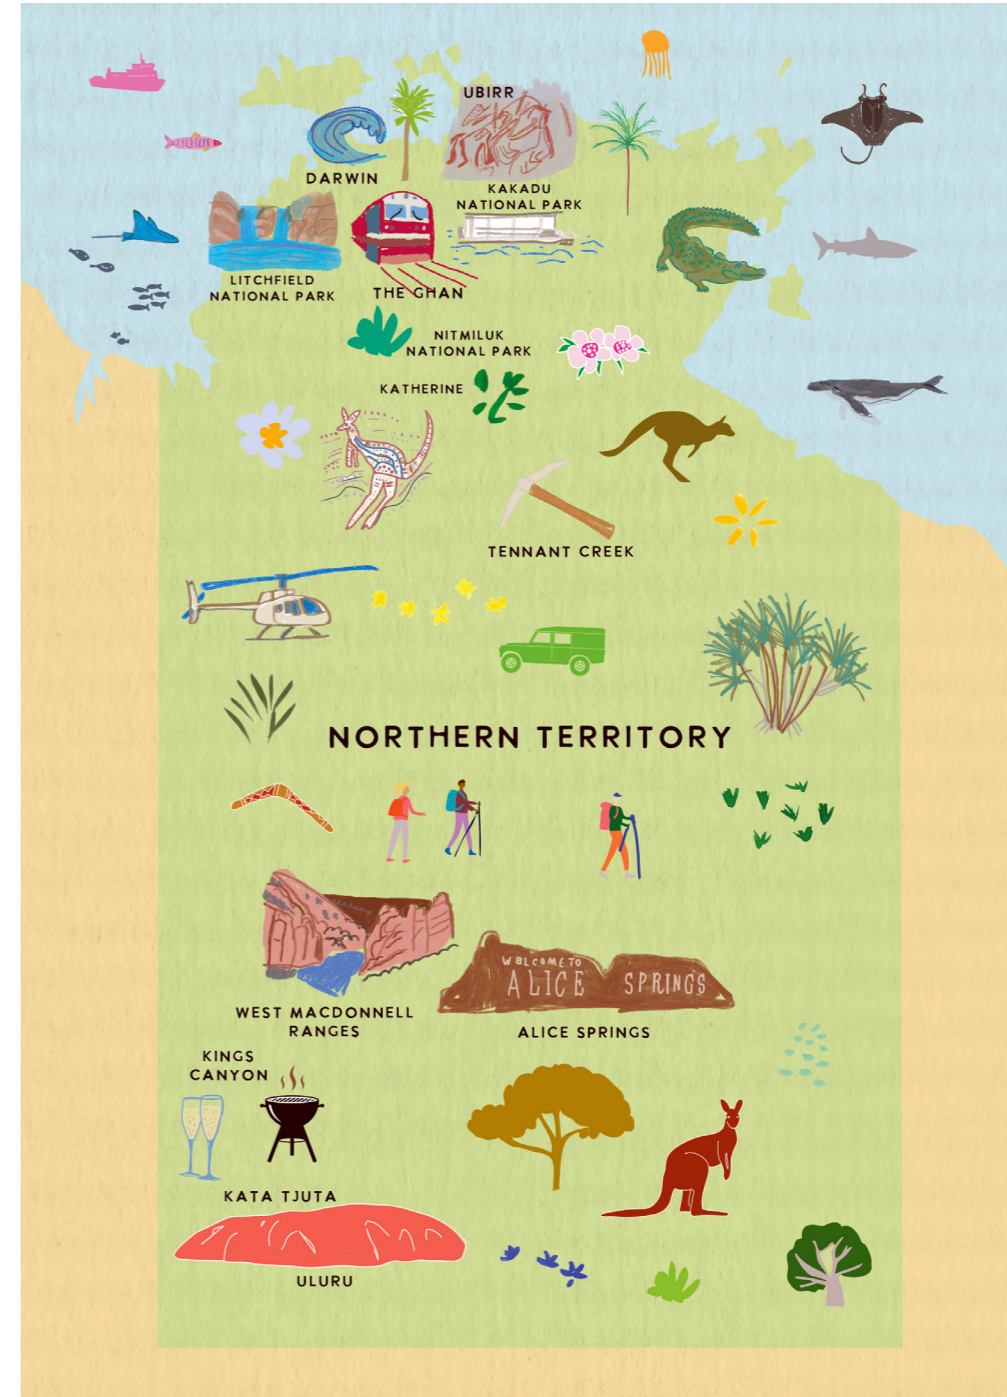 UBIRR
DARWIN
KAKADU
NATIONAL PARK
LITCHFIELD
NATIONAL PARK
THE GHAN
NITMILUK
NATIONAL PARK
KATHERINE
TENNANT CREEK
NORTHERN TERRITORY
WELCOME TO
ALICE SPRINGS
WEST MACDONNELL
RANGES
ALICE SPRINGS
KINGS
CANYON
KATA TJUTA
ULURU